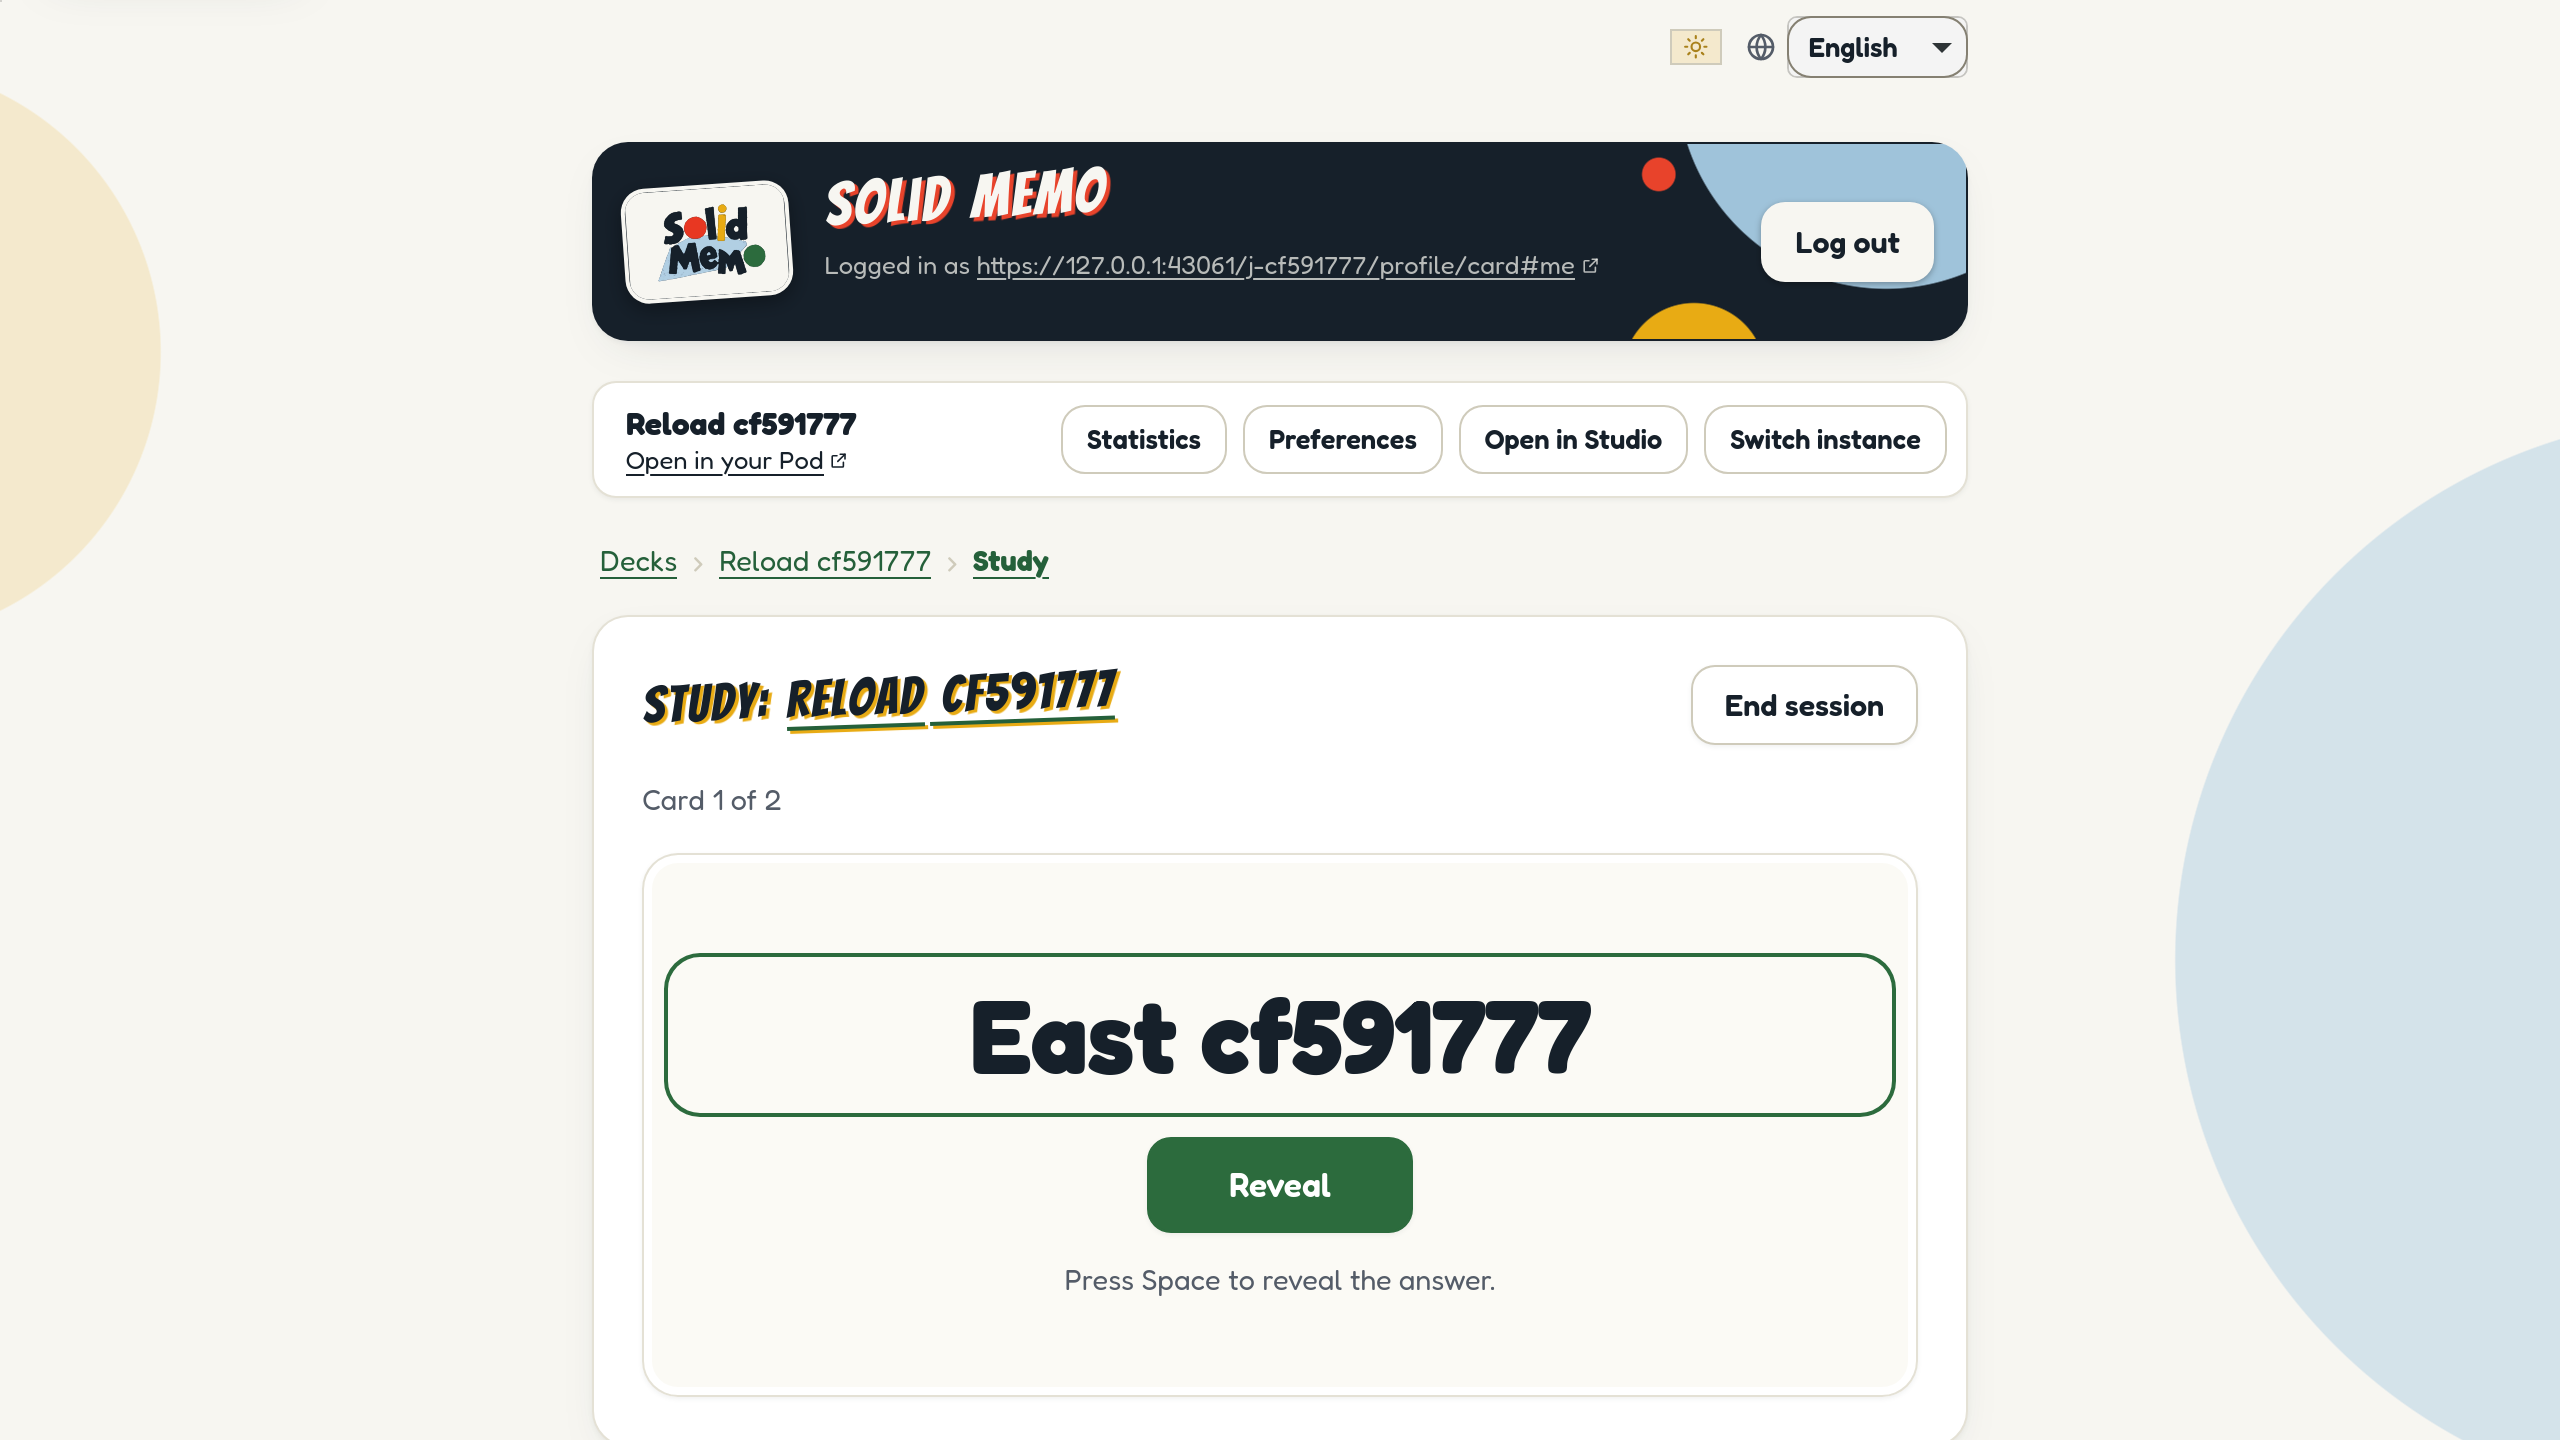 English
Solid
Memo
SOLID MEMO
Logged in as https://127.0.0.1:43061/j-cf591777/profile/card#me
Log out
Reload cf591777
Open in your Pod
Statistics
Preferences
Open in Studio
Switch instance
Decks > Reload cf591777 > Study
STUDY: RELOAD CF591777
End session
Card 1 of 2
East cf591777
Reveal
Press Space to reveal the answer.